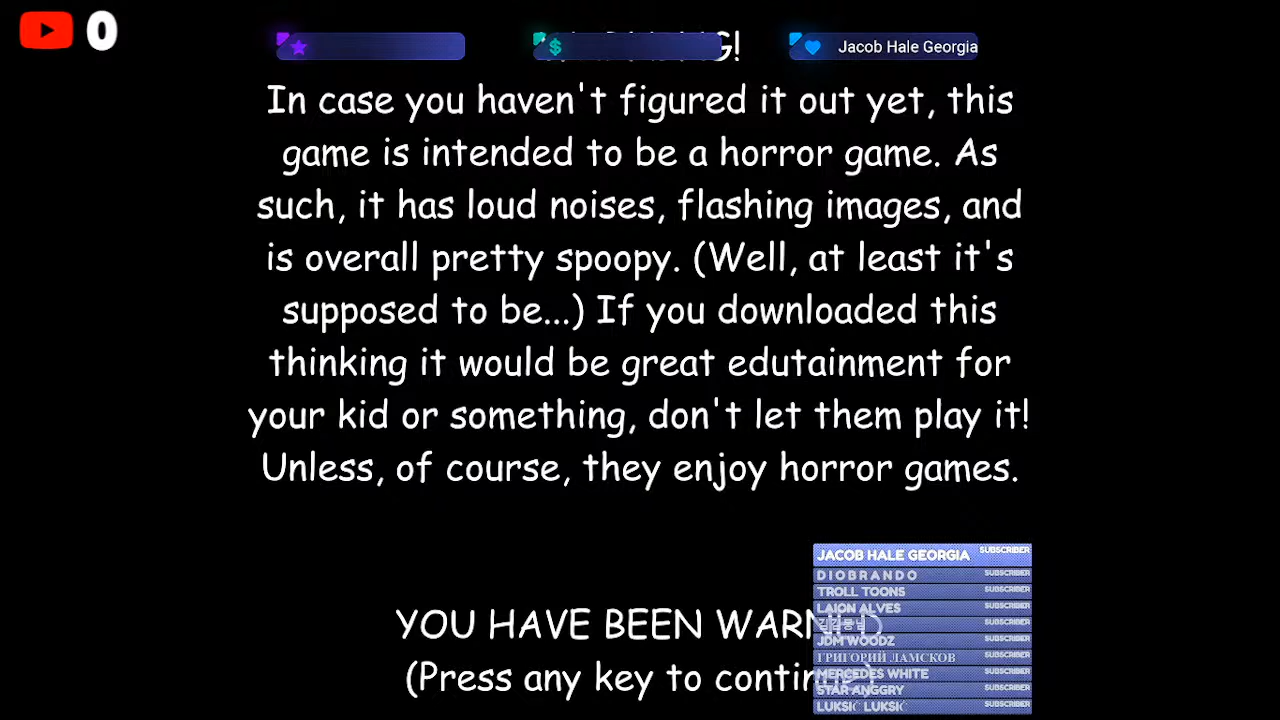 0
G!
Jacob Hale Georgia
In case you haven't figured it out yet, this
game is intended to be a horror game. As
such, it has loud noises, flashing images, and
is overall pretty spoopy. (Well, at least it's
supposed to be...) If you downloaded this
thinking it would be great edutainment for
your kid or something, don't let them play it!
Unless, of course, they enjoy horror games.
JACOB HALE GEORGIA SUBSCRIBER
DIOBRANDO SUBSCRIBER
TROLL TOONS SUBSCRIBER
LAION ALVES SUBSCRIBER
SUBSCRIBER
JDM WOODZ SUBSCRIBER
ГРИГОРИЙ ЛАМСКОВ SUBSCRIBER
MERCEDES WHITE SUBSCRIBER
STAR ANGGRY SUBSCRIBER
LUKSIĆ LUKSIĆ SUBSCRIBER
YOU HAVE BEEN WARNED
(Press any key to continue)